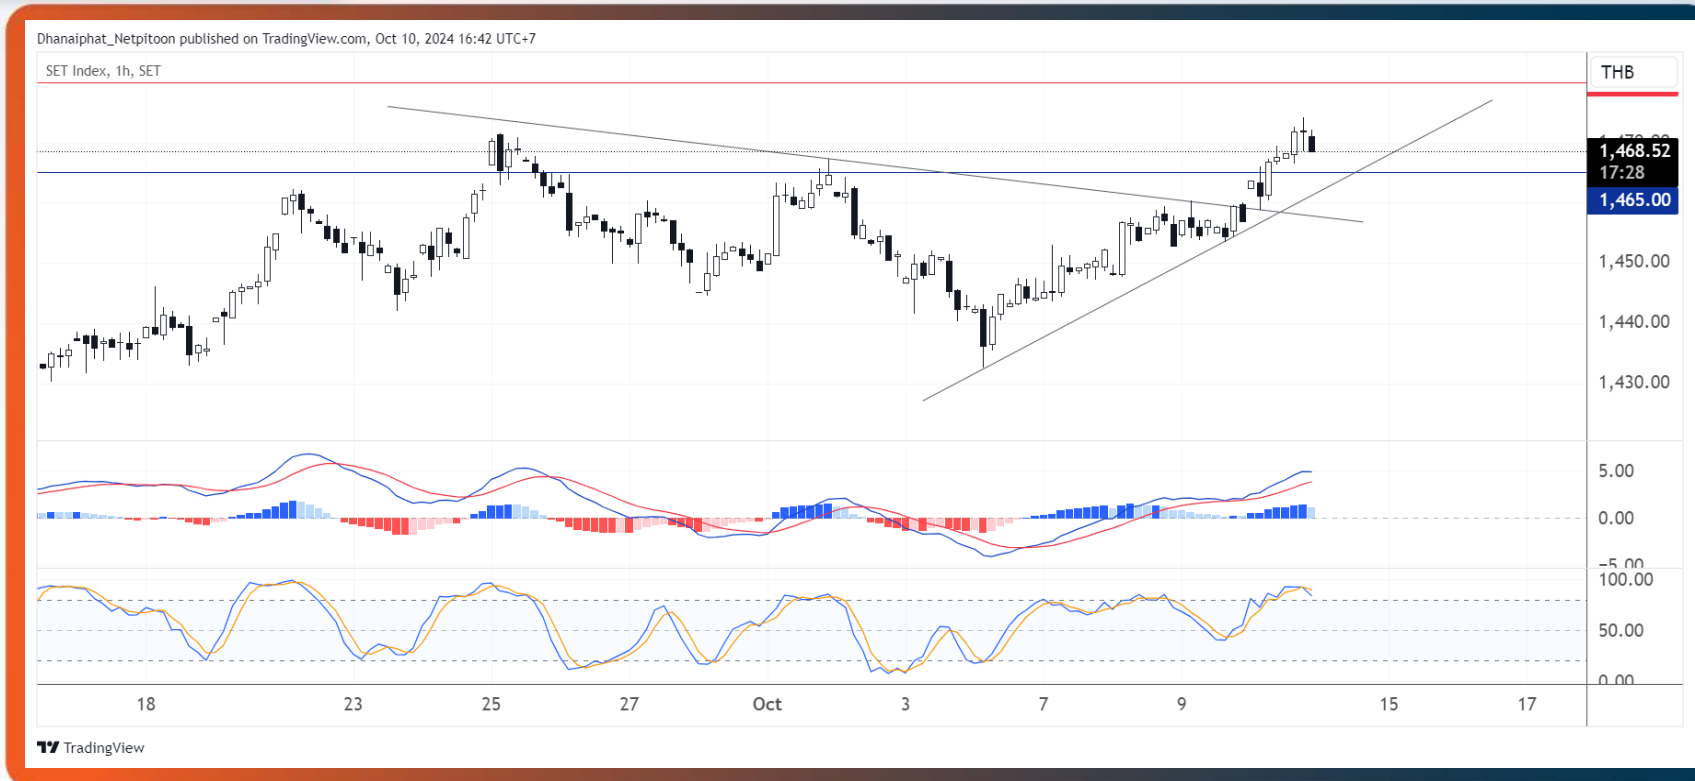 Dhanaiphat_Netpitoon published on TradingView.com, Oct 10, 2024 16:42 UTC+7
SET Index, 1h, SET
THB
1,468.52
17:28
1,465.00
1,450.00
1,440.00
1,430.00
5.00
0.00
−5.00
100.00
50.00
0.00
18 23 25 27 Oct 3 7 9 15 17
TradingView